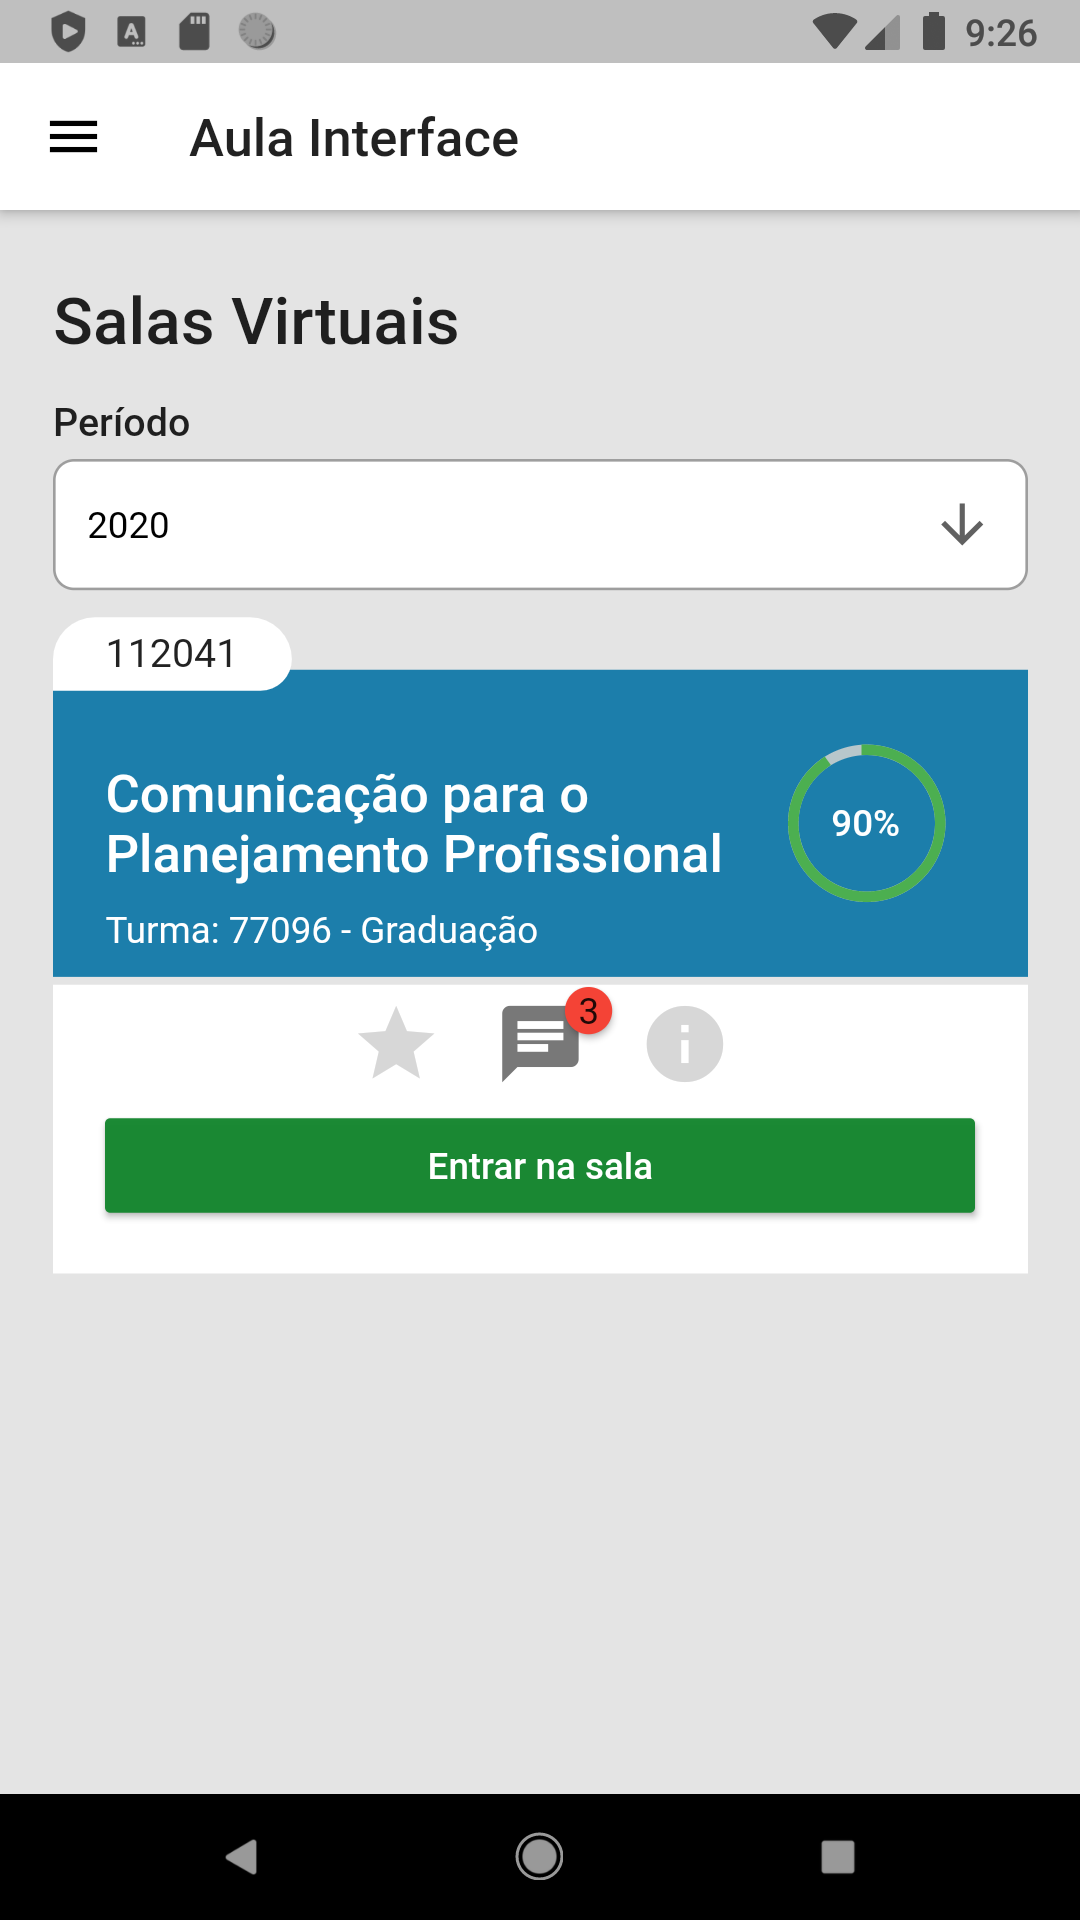 9:26
Aula Interface
Salas Virtuais
Período
2020
112041
Comunicação para o
Planejamento Profissional
90%
Turma: 77096 - Graduação
3
Entrar na sala